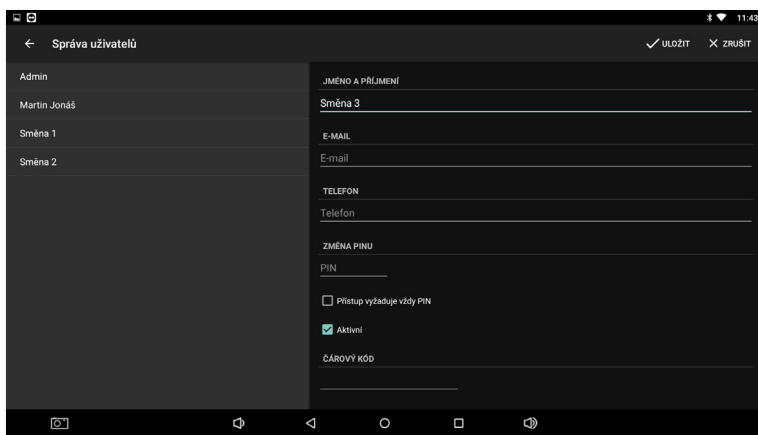 11:43
Správa uživatelů
ULOŽIT
ZRUŠIT
Admin
Martin Jonáš
Směna 1
Směna 2
JMÉNO A PŘÍJMENÍ
Směna 3
E-MAIL
E-mail
TELEFON
Telefon
ZMĚNA PINU
PIN
Přístup vyžaduje vždy PIN
Aktivní
ČÁROVÝ KÓD